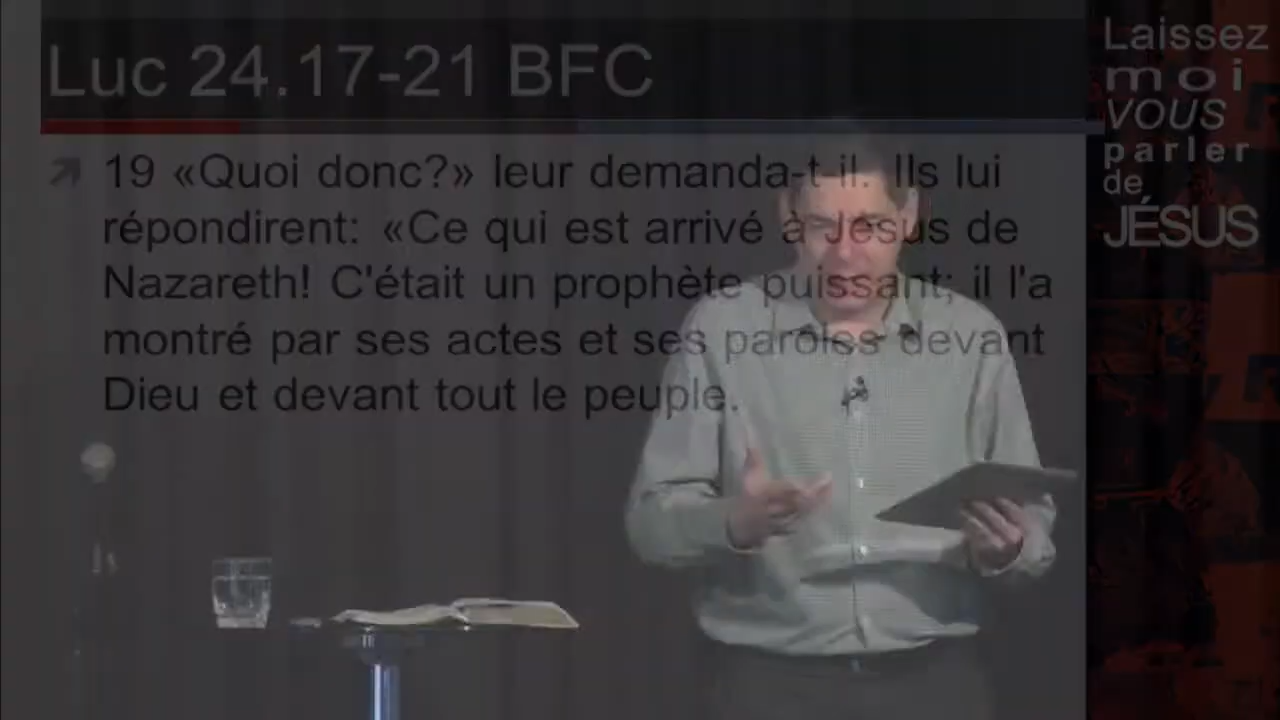 Luc 24.17-21 BFC
19 «Quoi donc?» leur demanda-t-il. Ils lui
répondirent: «Ce qui est arrivé à Jésus de
Nazareth! C'était un prophète puissant; il l'a
montré par ses actes et ses paroles devant
Dieu et devant tout le peuple.
Laissez
moi
VOUS
parler
de
JÉSUS